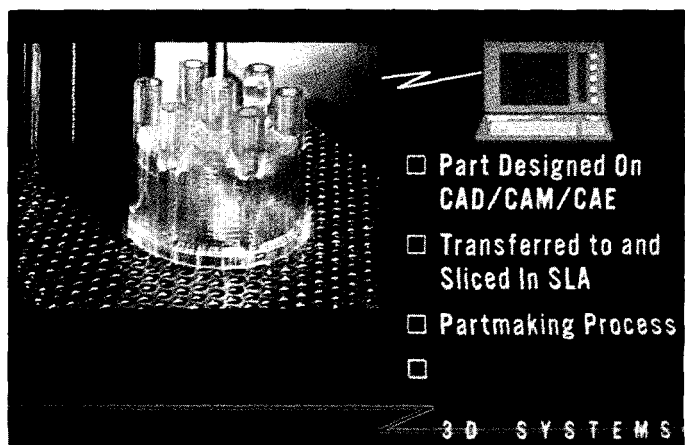 □ Part Designed On
CAD/CAM/CAE
□ Transferred to and
Sliced In SLA
□ Partmaking Process
□
3D SYSTEMS